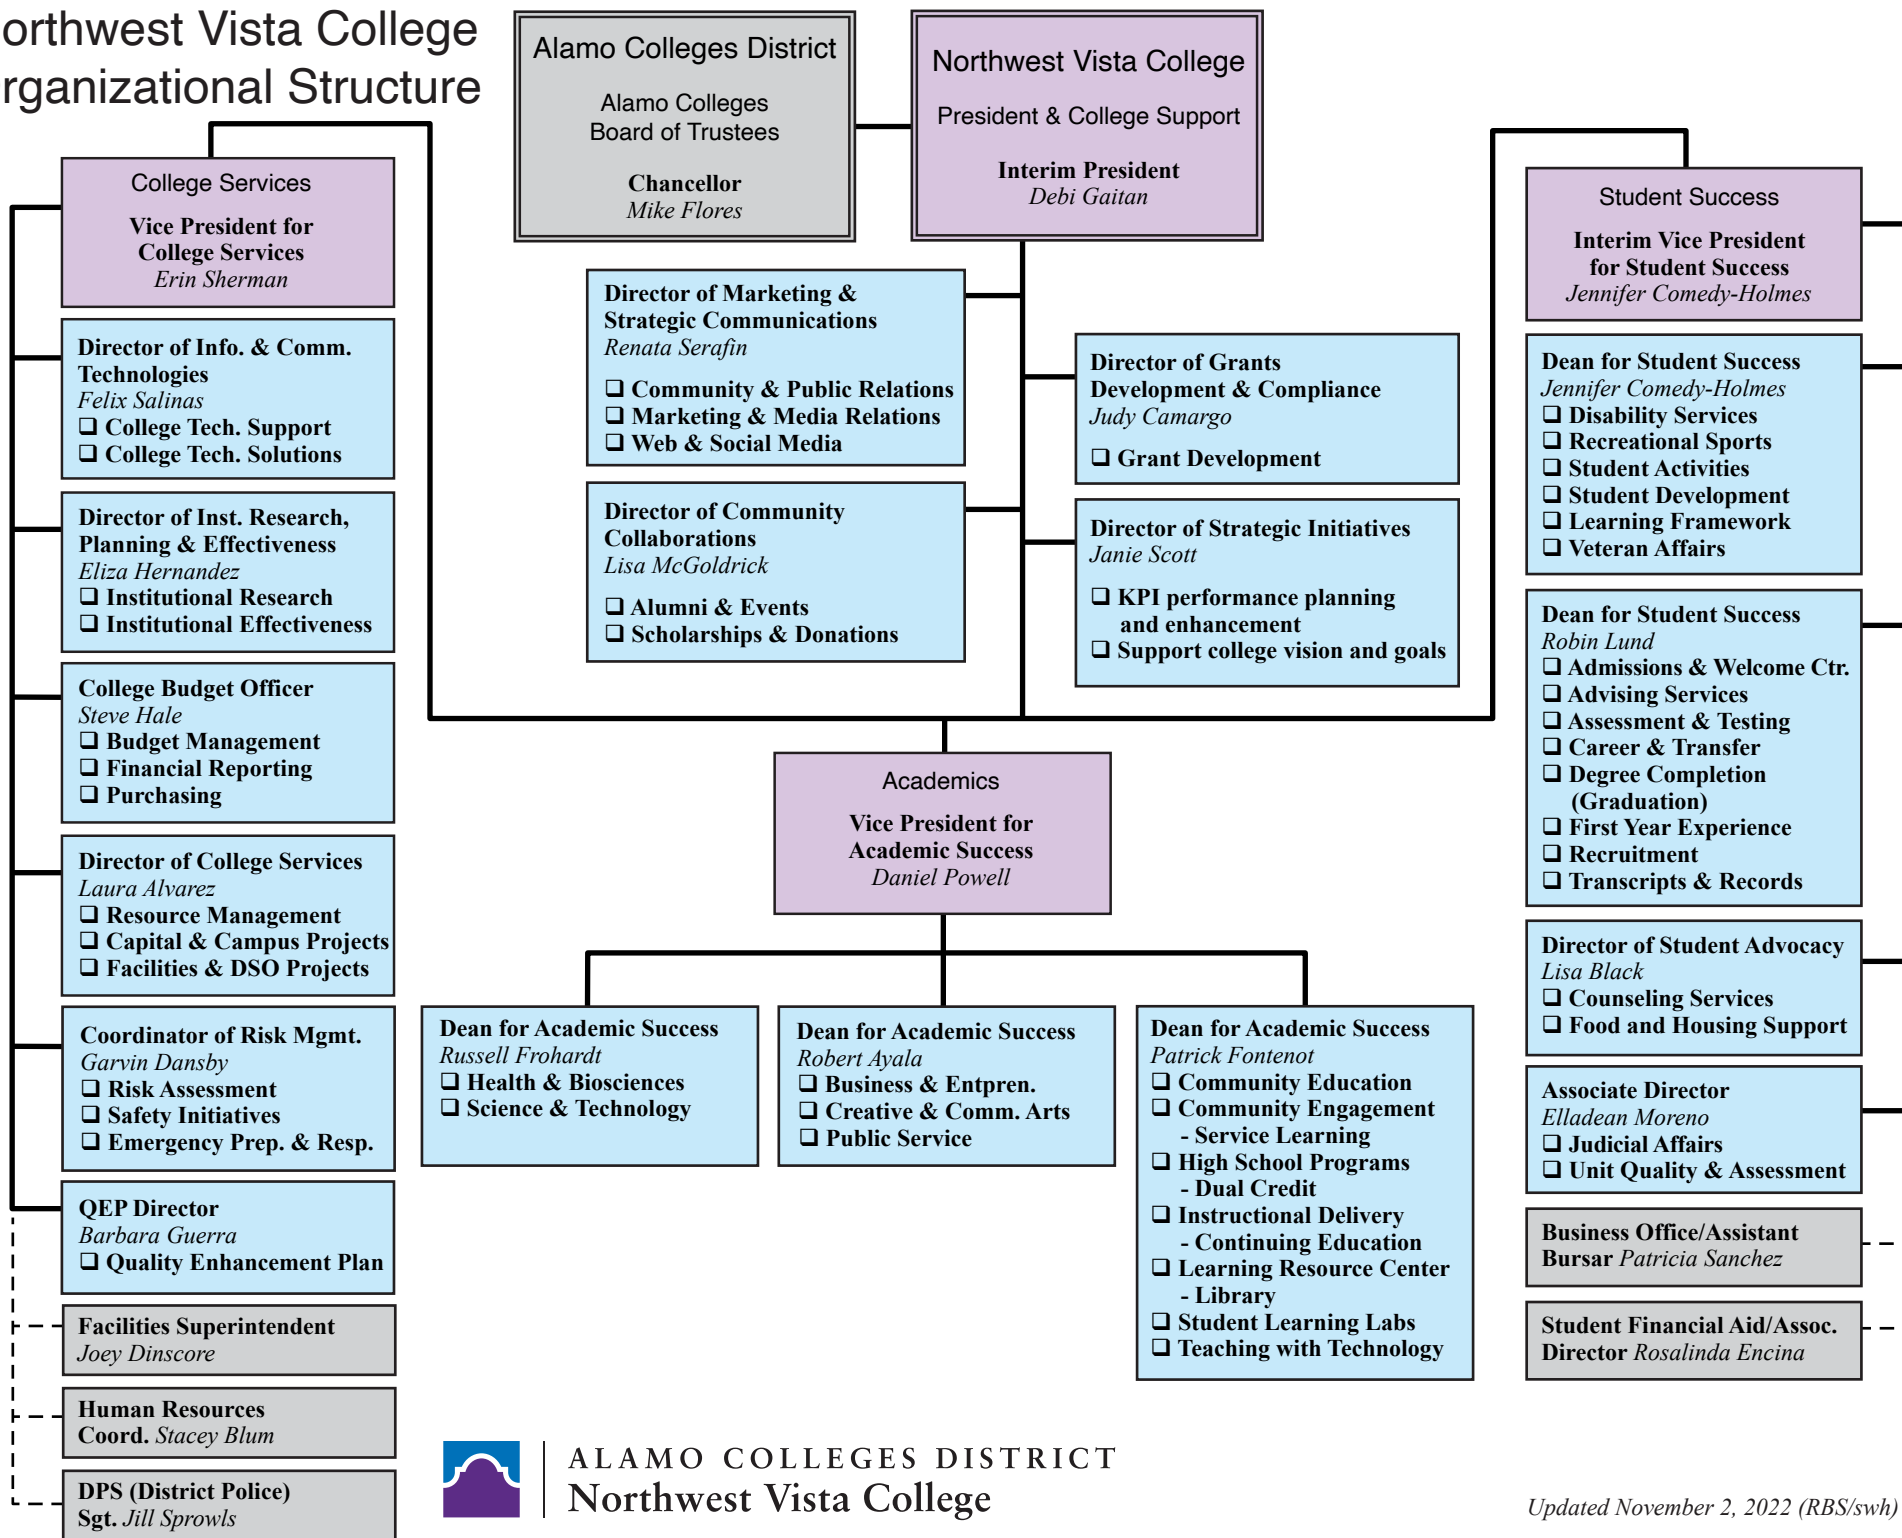 orthwest Vista College
rganizational Structure
Alamo Colleges District
Alamo Colleges
Board of Trustees
Chancellor
Mike Flores
Northwest Vista College
President & College Support
Interim President
Debi Gaitan
College Services
Vice President for
College Services
Erin Sherman
Director of Info. & Comm.
Technologies
Felix Salinas
❑ College Tech. Support
❑ College Tech. Solutions
Director of Inst. Research,
Planning & Effectiveness
Eliza Hernandez
❑ Institutional Research
❑ Institutional Effectiveness
College Budget Officer
Steve Hale
❑ Budget Management
❑ Financial Reporting
❑ Purchasing
Director of College Services
Laura Alvarez
❑ Resource Management
❑ Capital & Campus Projects
❑ Facilities & DSO Projects
Coordinator of Risk Mgmt.
Garvin Dansby
❑ Risk Assessment
❑ Safety Initiatives
❑ Emergency Prep. & Resp.
QEP Director
Barbara Guerra
❑ Quality Enhancement Plan
Facilities Superintendent
Joey Dinscore
Human Resources
Coord. Stacey Blum
DPS (District Police)
Sgt. Jill Sprowls
Director of Marketing &
Strategic Communications
Renata Serafin
❑ Community & Public Relations
❑ Marketing & Media Relations
❑ Web & Social Media
Director of Community
Collaborations
Lisa McGoldrick
❑ Alumni & Events
❑ Scholarships & Donations
Director of Grants
Development & Compliance
Judy Camargo
❑ Grant Development
Director of Strategic Initiatives
Janie Scott
❑ KPI performance planning
and enhancement
❑ Support college vision and goals
Academics
Vice President for
Academic Success
Daniel Powell
Dean for Academic Success
Russell Frohardt
❑ Health & Biosciences
❑ Science & Technology
Dean for Academic Success
Robert Ayala
❑ Business & Entpren.
❑ Creative & Comm. Arts
❑ Public Service
Dean for Academic Success
Patrick Fontenot
❑ Community Education
❑ Community Engagement
- Service Learning
❑ High School Programs
- Dual Credit
❑ Instructional Delivery
- Continuing Education
❑ Learning Resource Center
- Library
❑ Student Learning Labs
❑ Teaching with Technology
Student Success
Interim Vice President
for Student Success
Jennifer Comedy-Holmes
Dean for Student Success
Jennifer Comedy-Holmes
❑ Disability Services
❑ Recreational Sports
❑ Student Activities
❑ Student Development
❑ Learning Framework
❑ Veteran Affairs
Dean for Student Success
Robin Lund
❑ Admissions & Welcome Ctr.
❑ Advising Services
❑ Assessment & Testing
❑ Career & Transfer
❑ Degree Completion
(Graduation)
❑ First Year Experience
❑ Recruitment
❑ Transcripts & Records
Director of Student Advocacy
Lisa Black
❑ Counseling Services
❑ Food and Housing Support
Associate Director
Elladean Moreno
❑ Judicial Affairs
❑ Unit Quality & Assessment
Business Office/Assistant
Bursar Patricia Sanchez
Student Financial Aid/Assoc.
Director Rosalinda Encina
ALAMO COLLEGES DISTRICT
Northwest Vista College
Updated November 2, 2022 (RBS/swh)